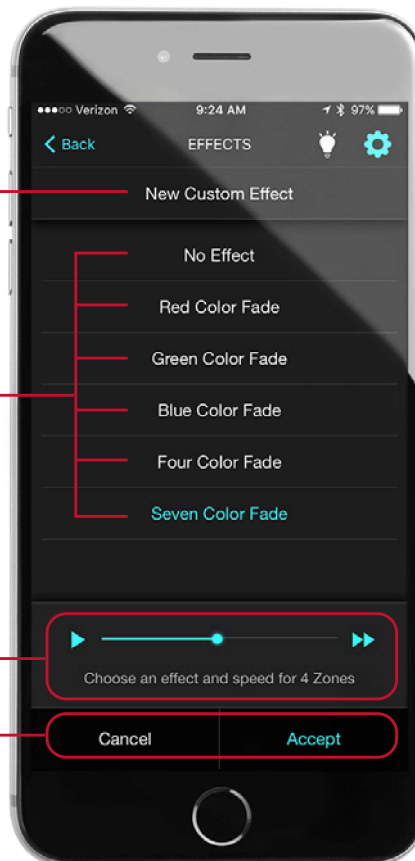 Verizon 9:24 AM 97%
Back EFFECTS
New Custom Effect
No Effect
Red Color Fade
Green Color Fade
Blue Color Fade
Four Color Fade
Seven Color Fade
Choose an effect and speed for 4 Zones
Cancel Accept